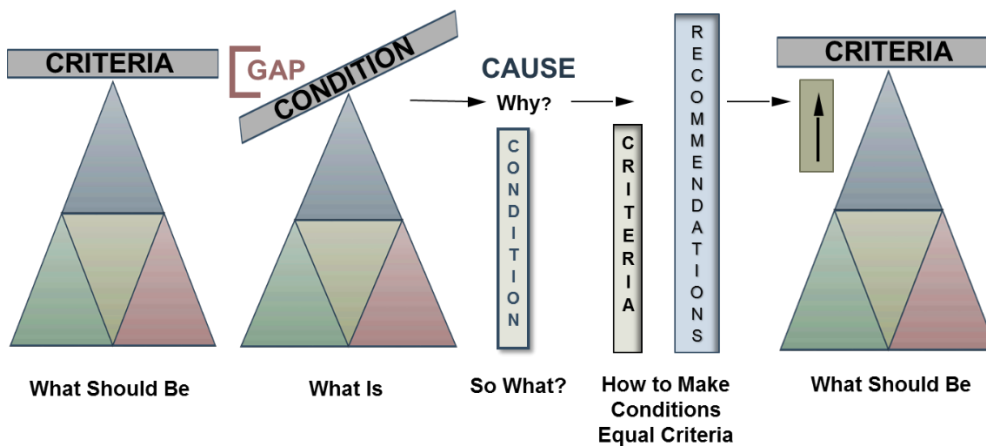 CRITERIA
GAP
CONDITION
CAUSE
Why?
CONDITION
CRITERIA
RECOMMENDATIONS
CRITERIA
What Should Be
What Is
So What?
How to Make
Conditions
Equal Criteria
What Should Be